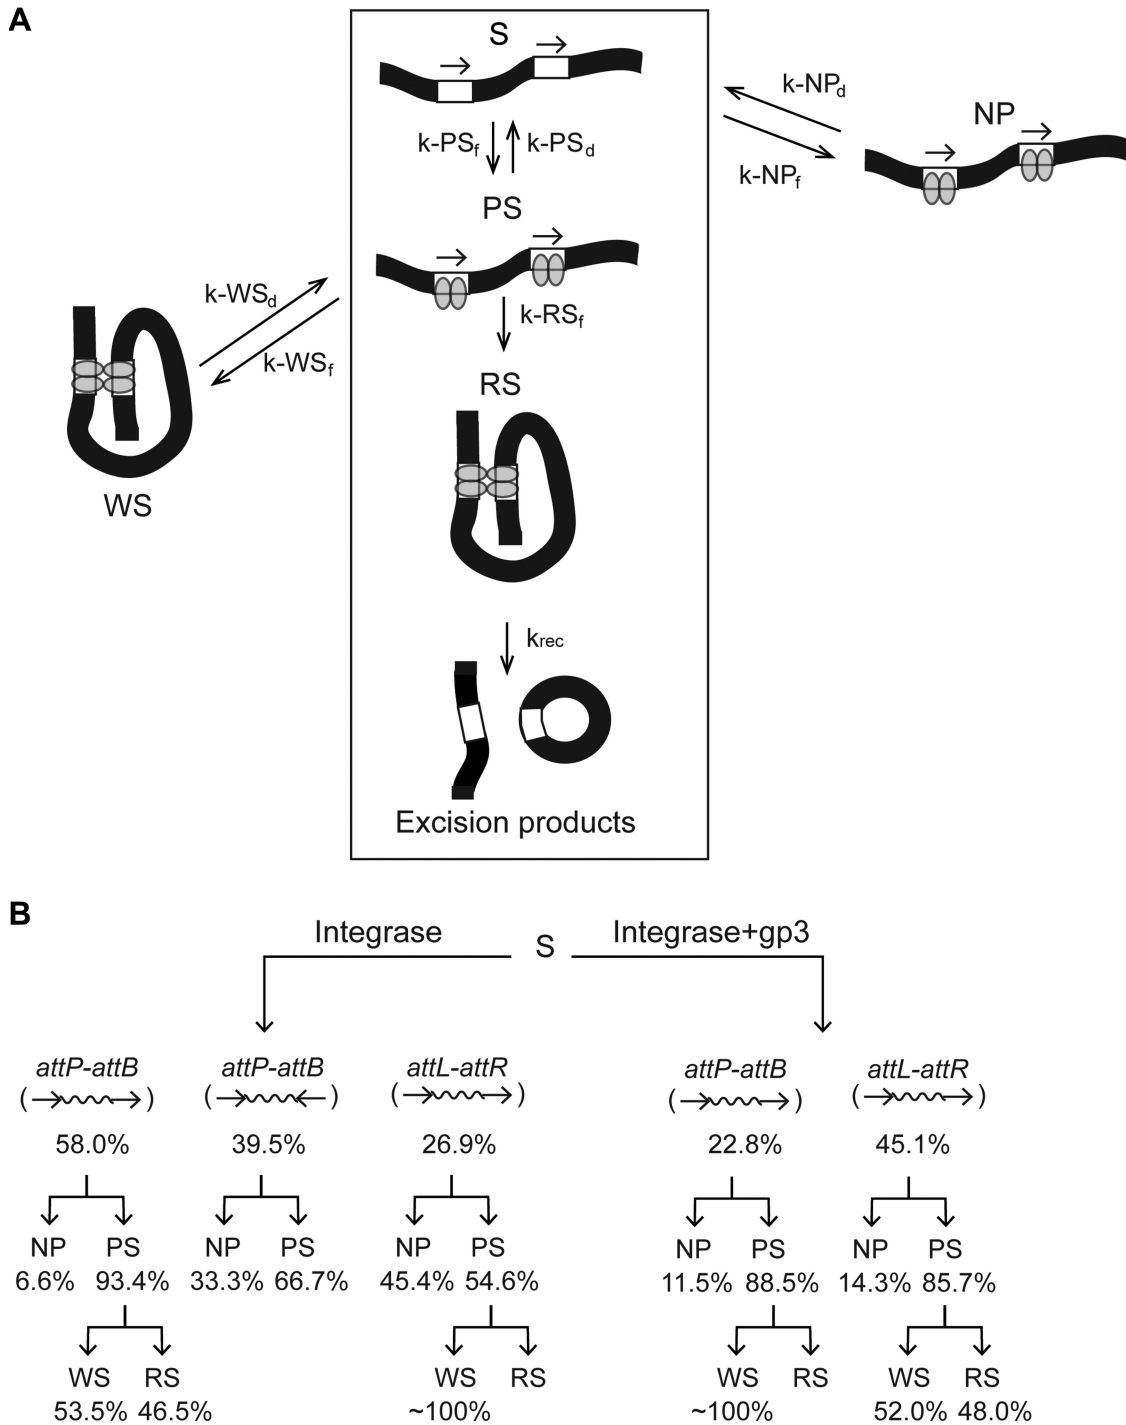 A
S
k-PSf
k-PSd
k-NPd
k-NPf
NP
PS
k-WSd
k-WSf
k-RSf
RS
WS
krec
Excision products
B
Integrase S Integrase+gp3
attP-attB attP-attB attL-attR attP-attB attL-attR
( ) ( ) ( ) ( ) ( )
58.0% 39.5% 26.9% 22.8% 45.1%
NP PS NP PS NP PS NP PS NP PS
6.6% 93.4% 33.3% 66.7% 45.4% 54.6% 11.5% 88.5% 14.3% 85.7%
WS RS WS RS WS RS WS RS
53.5% 46.5% ~100% ~100% 52.0% 48.0%